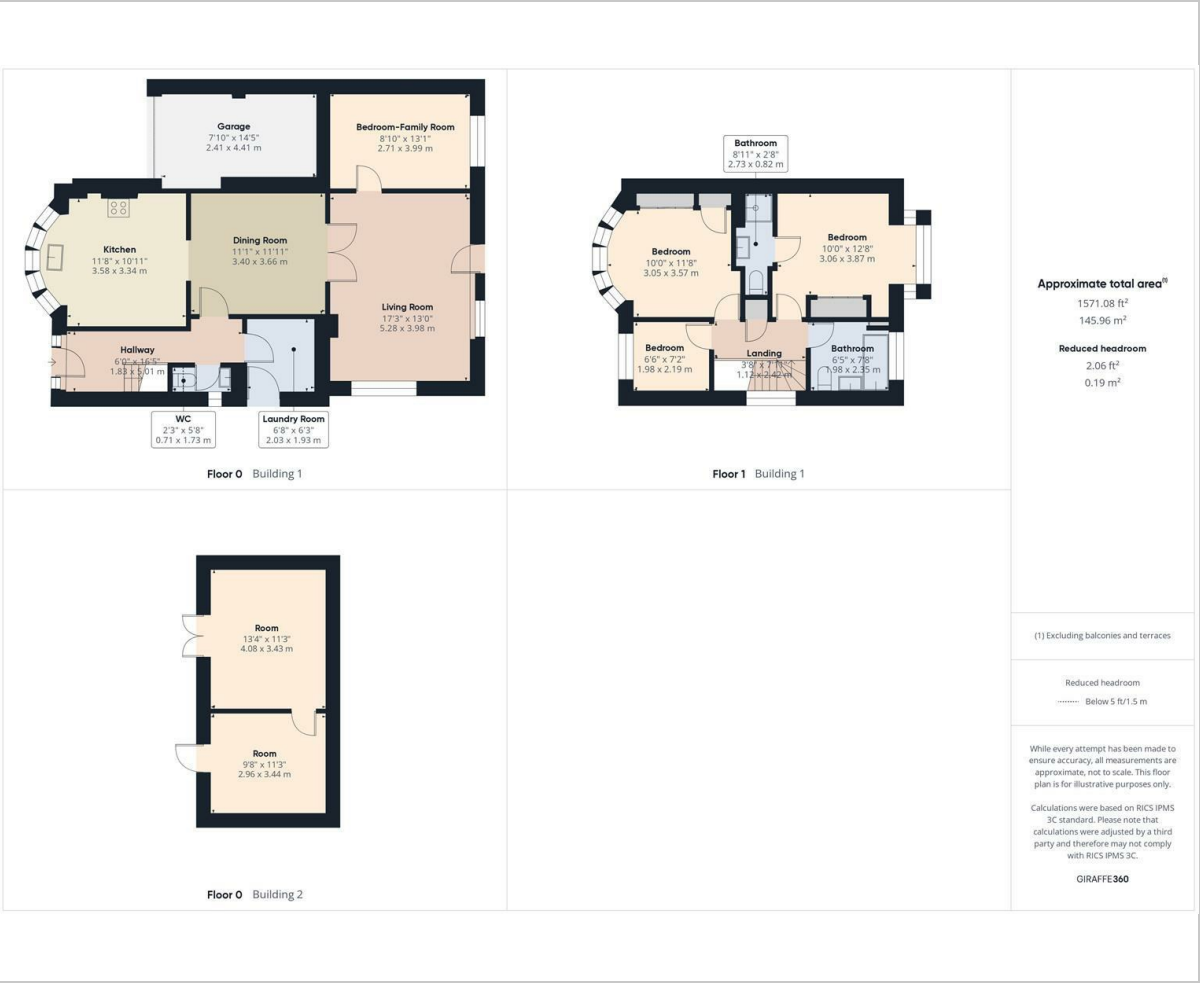 Garage
7'10" x 14'5"
2.41 x 4.41 m
Bedroom-Family Room
8'10" x 13'1"
2.71 x 3.99 m
Kitchen
11'8" x 10'11"
3.58 x 3.34 m
Dining Room
11'1" x 11'11"
3.40 x 3.66 m
Living Room
17'3" x 13'0"
5.28 x 3.98 m
Hallway
6'0" x 16'5"
1.83 x 5.01 m
WC
2'3" x 5'8"
0.71 x 1.73 m
Laundry Room
6'8" x 6'3"
2.03 x 1.93 m
Floor 0 Building 1
Bathroom
8'11" x 2'8"
2.73 x 0.82 m
Bedroom
10'0" x 11'8"
3.05 x 3.57 m
Bedroom
10'0" x 12'8"
3.06 x 3.87 m
Bedroom
6'6" x 7'2"
1.98 x 2.19 m
Landing
3'8" x 7'11"
1.12 x 2.42 m
Bathroom
6'5" x 7'8"
1.98 x 2.35 m
Floor 1 Building 1
Room
13'4" x 11'3"
4.08 x 3.43 m
Room
9'8" x 11'3"
2.96 x 3.44 m
Floor 0 Building 2
Approximate total area(1)
1571.08 ft²
145.96 m²
Reduced headroom
2.06 ft²
0.19 m²
(1) Excluding balconies and terraces
Reduced headroom
Below 5 ft/1.5 m
While every attempt has been made to
ensure accuracy, all measurements are
approximate, not to scale. This floor
plan is for illustrative purposes only.
Calculations were based on RICS IPMS
3C standard. Please note that
calculations were adjusted by a third
party and therefore may not comply
with RICS IPMS 3C.
GIRAFFE360